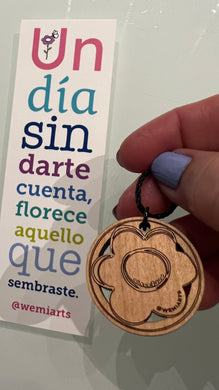 Un
día
sin
darte
cuenta,
florece
aquello
que
sembraste.
@wemiarts
@WEMIARTS